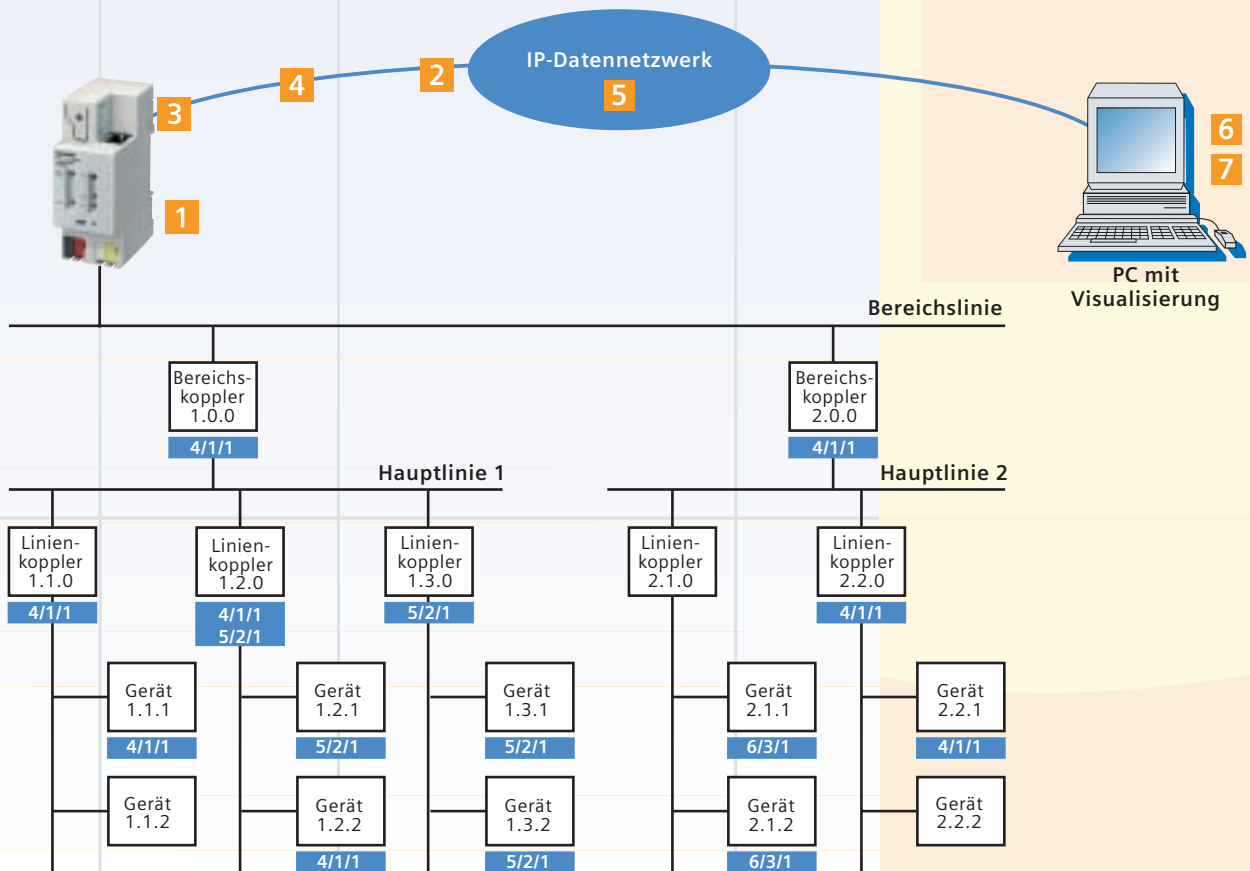 IP-Datennetzwerk
5
2
4
3
1
6
7
PC mit
Visualisierung
Bereichslinie
Bereichs-
koppler
1.0.0
4/1/1
Bereichs-
koppler
2.0.0
4/1/1
Hauptlinie 1
Hauptlinie 2
Linien-
koppler
1.1.0
4/1/1
Linien-
koppler
1.2.0
4/1/1
5/2/1
Linien-
koppler
1.3.0
5/2/1
Linien-
koppler
2.1.0
Linien-
koppler
2.2.0
4/1/1
Gerät
1.1.1
4/1/1
Gerät
1.2.1
5/2/1
Gerät
1.3.1
5/2/1
Gerät
2.1.1
6/3/1
Gerät
2.2.1
4/1/1
Gerät
1.1.2
Gerät
1.2.2
4/1/1
Gerät
1.3.2
5/2/1
Gerät
2.1.2
6/3/1
Gerät
2.2.2